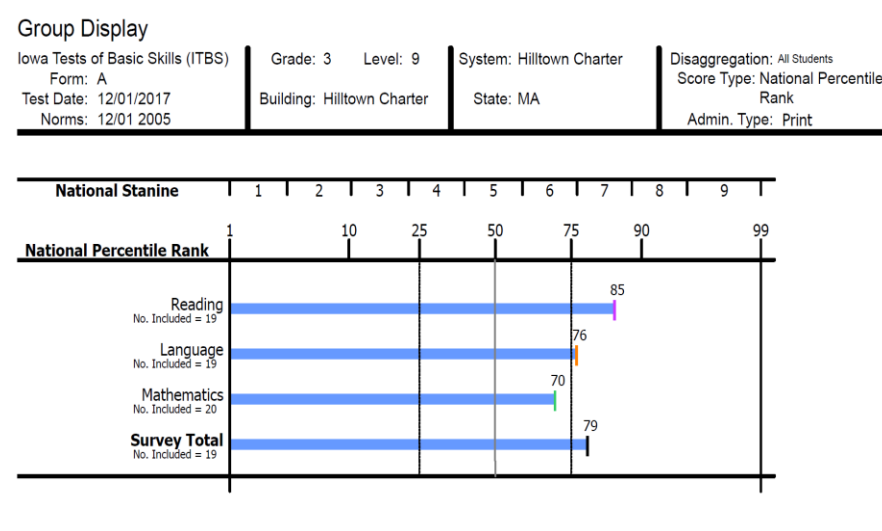 Group Display
Iowa Tests of Basic Skills (ITBS)
Form: A
Test Date: 12/01/2017
Norms: 12/01 2005
Grade: 3 Level: 9
Building: Hilltown Charter
System: Hilltown Charter
State: MA
Disaggregation: All Students
Score Type: National Percentile
Rank
Admin. Type: Print
National Stanine 1 2 3 4 5 6 7 8 9
1 10 25 50 75 90 99
National Percentile Rank
85
Reading
No. Included = 19
76
Language
No. Included = 19
70
Mathematics
No. Included = 20
79
Survey Total
No. Included = 19